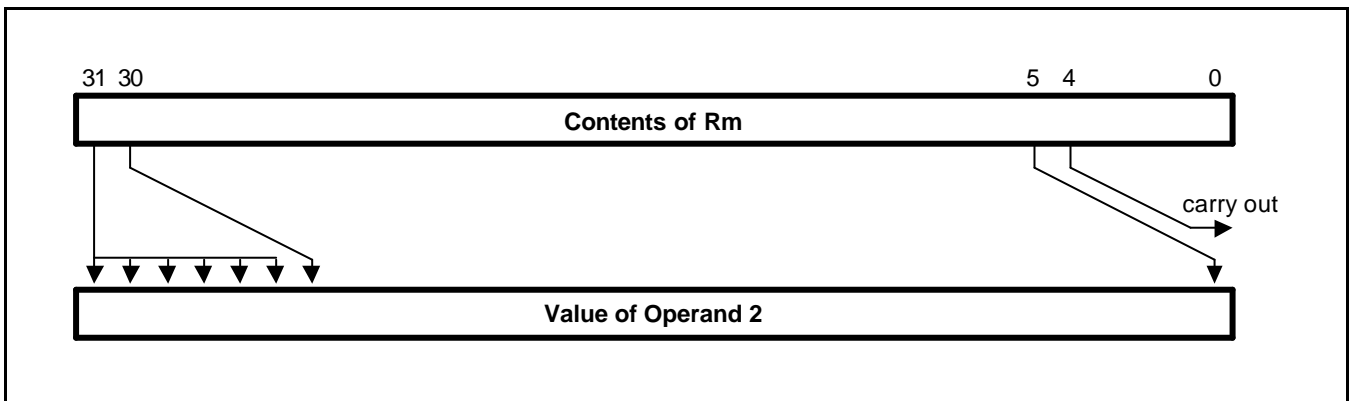 31 30 5 4 0
Contents of Rm
carry out
Value of Operand 2